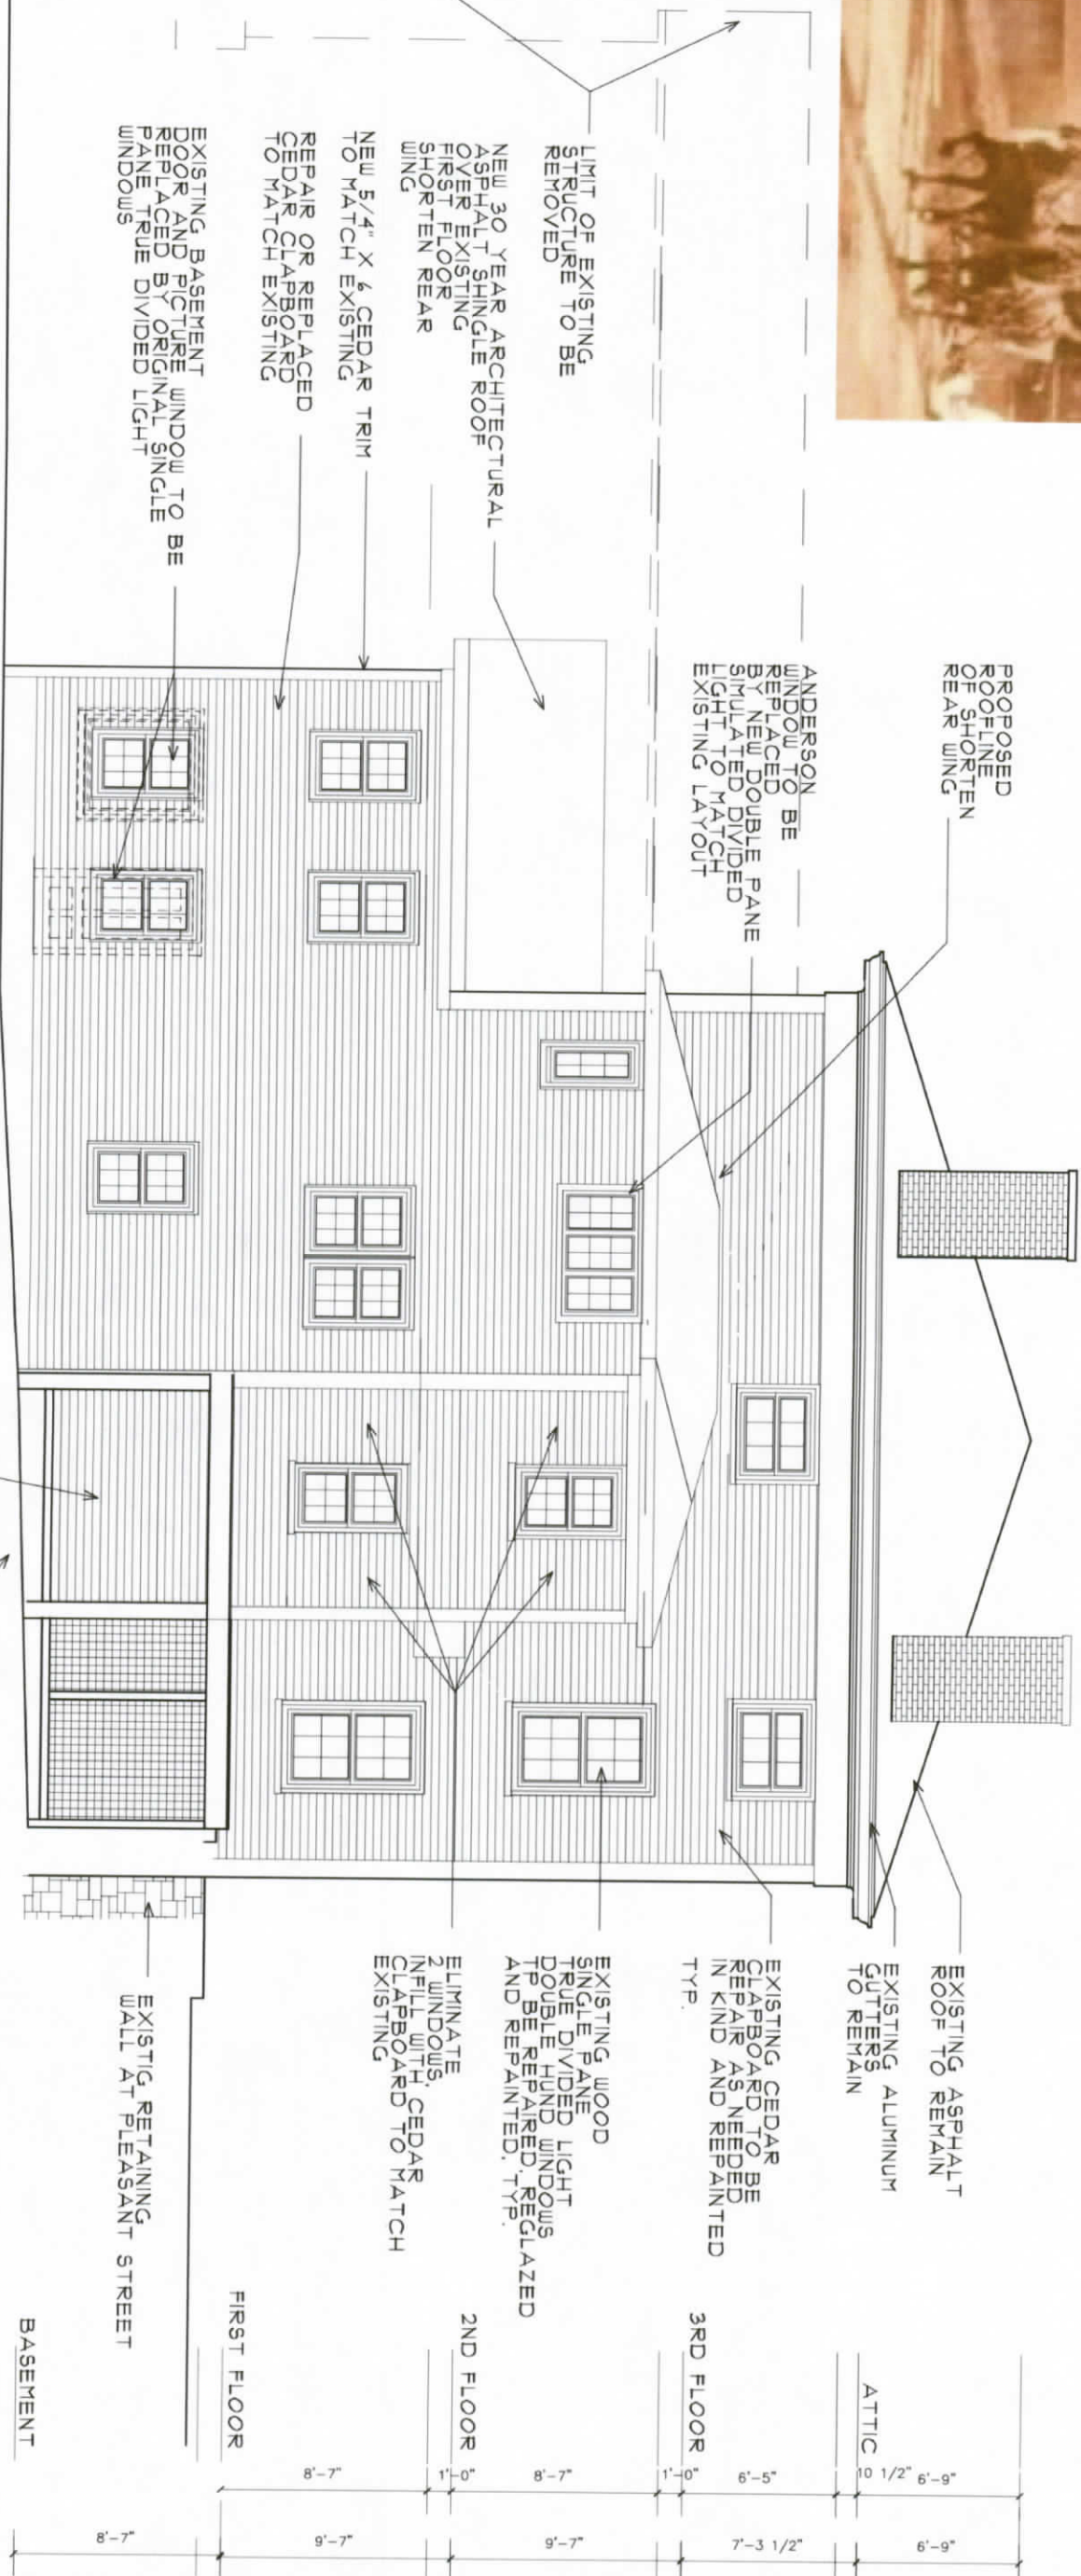 LIMIT OF EXISTING
STRUCTURE TO BE
REMOVED
NEW 30 YEAR ARCHITECTURAL
ASPHALT SHINGLE ROOF
OVER EXISTING
FIRST FLOOR
SHORTEN REAR
WING
NEW 5/4" X 6 CEDAR TRIM
TO MATCH EXISTING
REPAIR OR REPLACED
CEDAR CLAPBOARD
TO MATCH EXISTING
EXISTING BASEMENT
DOOR AND PICTURE WINDOW TO BE
REPLACED BY ORIGINAL SINGLE
PANE TRUE DIVIDED LIGHT
WINDOWS
PROPOSED
ROOFLINE
OF SHORTEN
REAR WING
ANDERSON
WINDOW TO BE
REPLACED
BY NEW DOUBLE PANE
SIMULATED DIVIDED
LIGHT TO MATCH
EXISTING LAYOUT
EXISTING ASPHALT
ROOF TO REMAIN
EXISTING ALUMINUM
GUTTERS
TO REMAIN
EXISTING CEDAR
CLAPBOARD TO BE
REPAIR AS NEEDED
IN KIND AND REPAINTED
TYP.
EXISTING WOOD
SINGLE PANE
TRUE DIVIDED LIGHT
DOUBLE HUND WINDOWS
TP BE REPAIRED, REGLAZED
AND REPAINTED, TYP.
ELIMINATE
2 WINDOWS,
INFILL WITH CEDAR
CLAPBOARD TO MATCH
EXISTING
EXISTIG RETAINING
WALL AT PLEASANT STREET
ATTIC
3RD FLOOR
2ND FLOOR
FIRST FLOOR
BASEMENT
6'-9"
10 1/2"
6'-5"
1'-0"
8'-7"
1'-0"
8'-7"
6'-9"
7'-3 1/2"
9'-7"
9'-7"
8'-7"